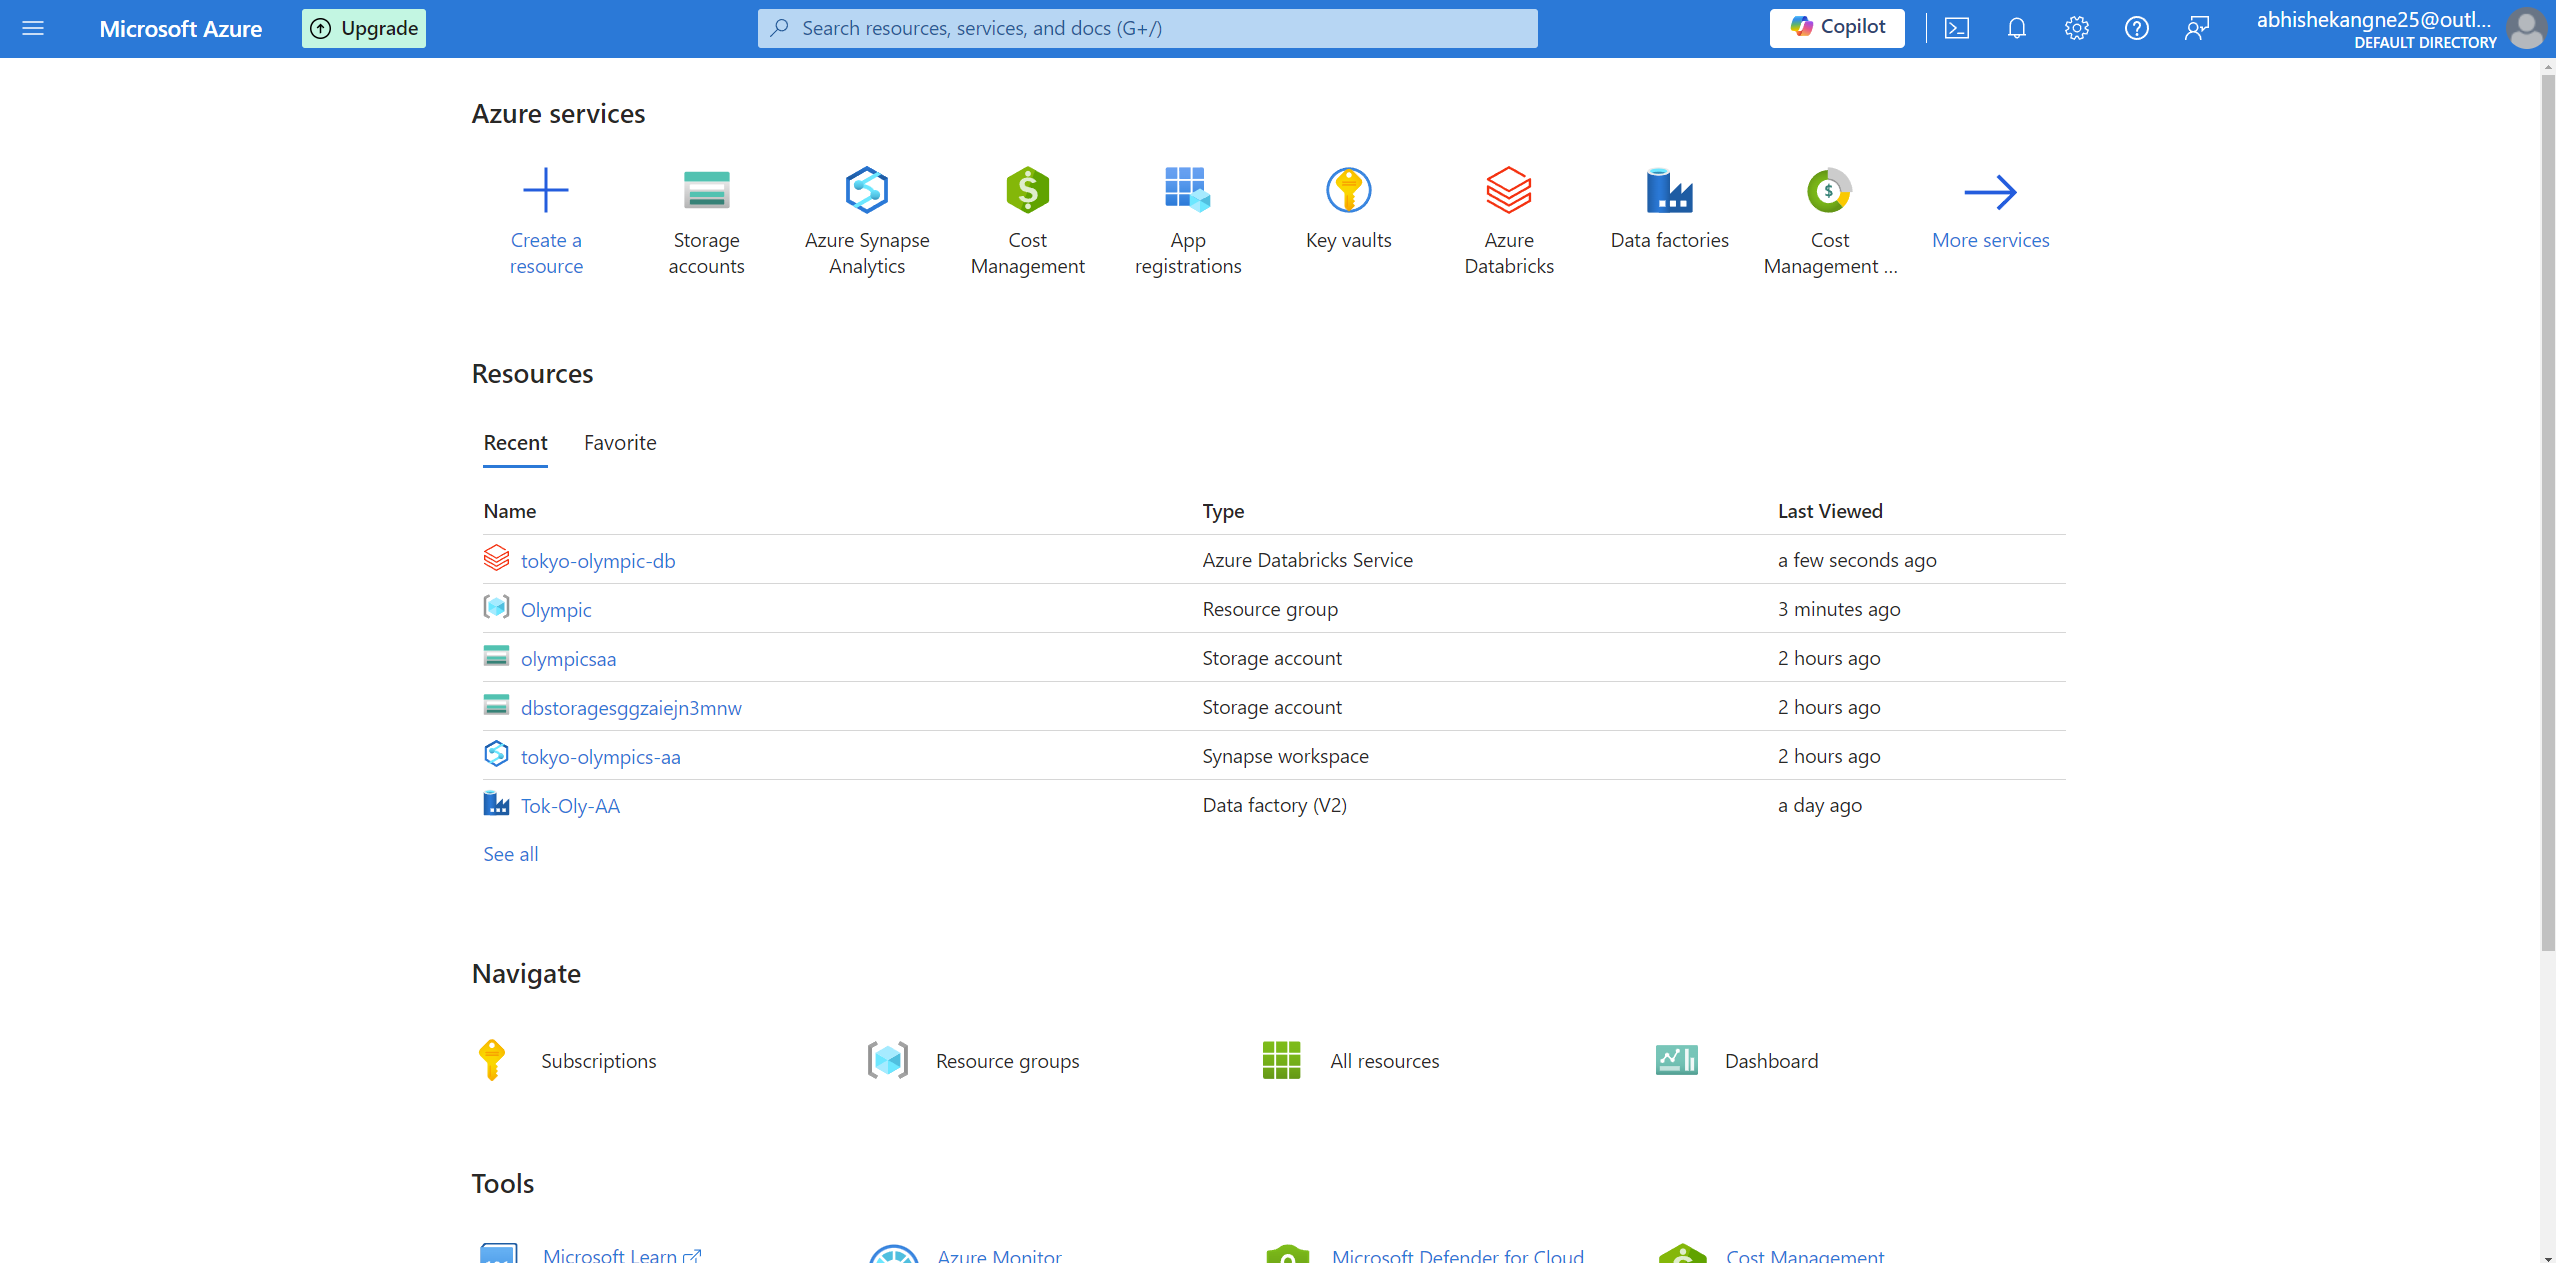 Microsoft Azure
Upgrade
Search resources, services, and docs (G+/)
Copilot
abhishekangne25@outl...
DEFAULT DIRECTORY
Azure services
Create a
resource
Storage
accounts
Azure Synapse
Analytics
Cost
Management
App
registrations
Key vaults
Azure
Databricks
Data factories
Cost
Management ...
More services
Resources
Recent
Favorite
Name Type Last Viewed
tokyo-olympic-db Azure Databricks Service a few seconds ago
Olympic Resource group 3 minutes ago
olympicsaa Storage account 2 hours ago
dbstoragesggzaiejn3mnw Storage account 2 hours ago
tokyo-olympics-aa Synapse workspace 2 hours ago
Tok-Oly-AA Data factory (V2) a day ago
See all
Navigate
Subscriptions
Resource groups
All resources
Dashboard
Tools
Microsoft Learn
Azure Monitor
Microsoft Defender for Cloud
Cost Management